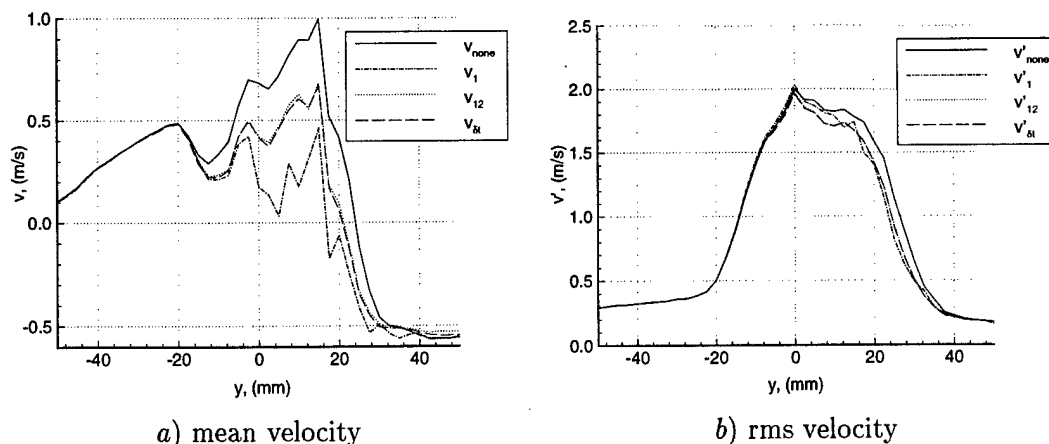 1.0
0.5
0.0
-0.5
v, (m/s)
-40 -20 0 20 40
y, (mm)
V_none
V_1
V_12
V_δt
a) mean velocity
2.5
2.0
1.5
1.0
0.5
0.0
v', (m/s)
-40 -20 0 20 40
y, (mm)
V'_none
V'_1
V'_12
V'_δt
b) rms velocity